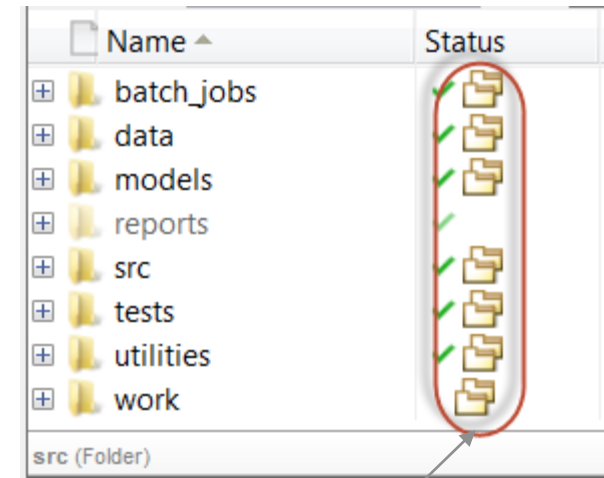 Name Status
batch_jobs
data
models
reports
src
tests
utilities
work
src (Folder)